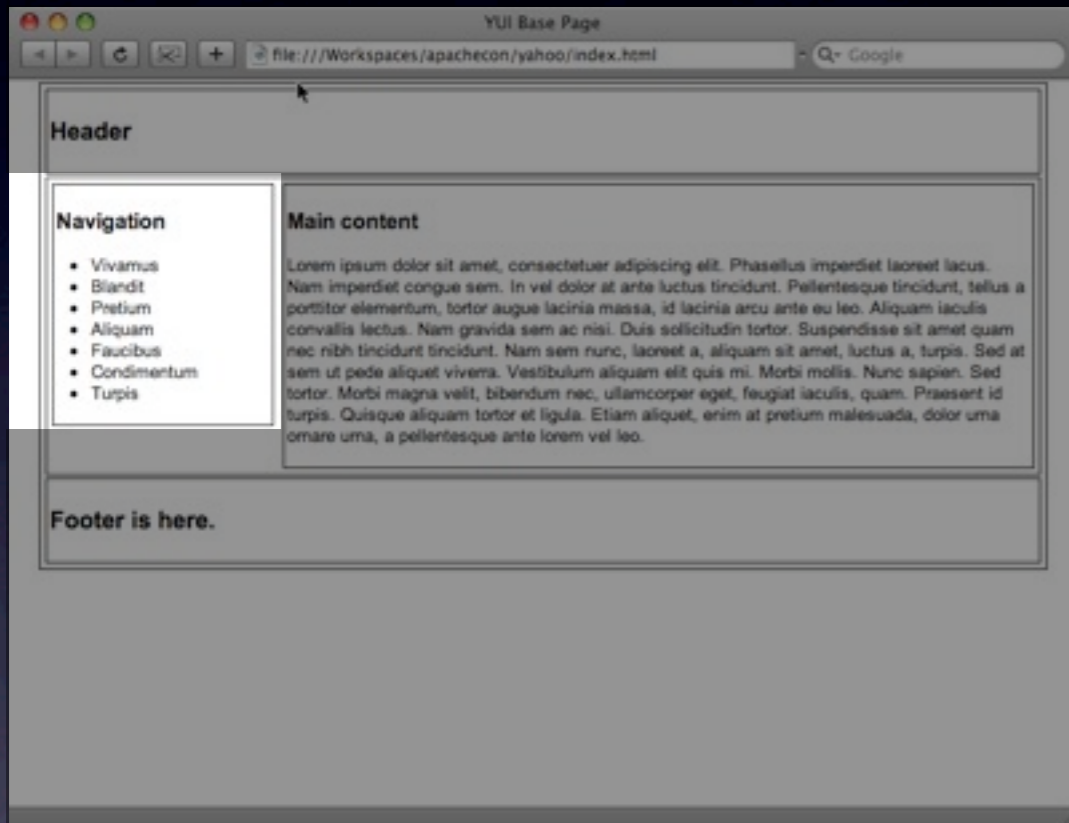 YUI Base Page
file:///Workspaces/apachecon/yahoo/index.html
Google
Header
Navigation
Vivamus
Blandit
Pretium
Aliquam
Faucibus
Condimentum
Turpis
Main content
Lorem ipsum dolor sit amet, consectetuer adipiscing elit. Phasellus imperdiet laoreet lacus.
Nam imperdiet congue sem. In vel dolor at ante luctus tincidunt. Pellentesque tincidunt, tellus a
porttitor elementum, tortor augue lacinia massa, id lacinia arcu ante eu leo. Aliquam iaculis
convallis lectus. Nam gravida sem ac nisi. Duis sollicitudin tortor. Suspendisse sit amet quam
nec nibh tincidunt tincidunt. Nam sem nunc, laoreet a, aliquam sit amet, luctus a, turpis. Sed at
sem ut pede aliquet viverra. Vestibulum aliquam elit quis mi. Morbi mollis. Nunc sapien. Sed
tortor. Morbi magna velit, bibendum nec, ullamcorper eget, feugiat iaculis, quam. Praesent id
turpis. Quisque aliquam tortor et ligula. Etiam aliquet, enim at pretium malesuada, dolor urna
ornare urna, a pellentesque ante lorem vel leo.
Footer is here.